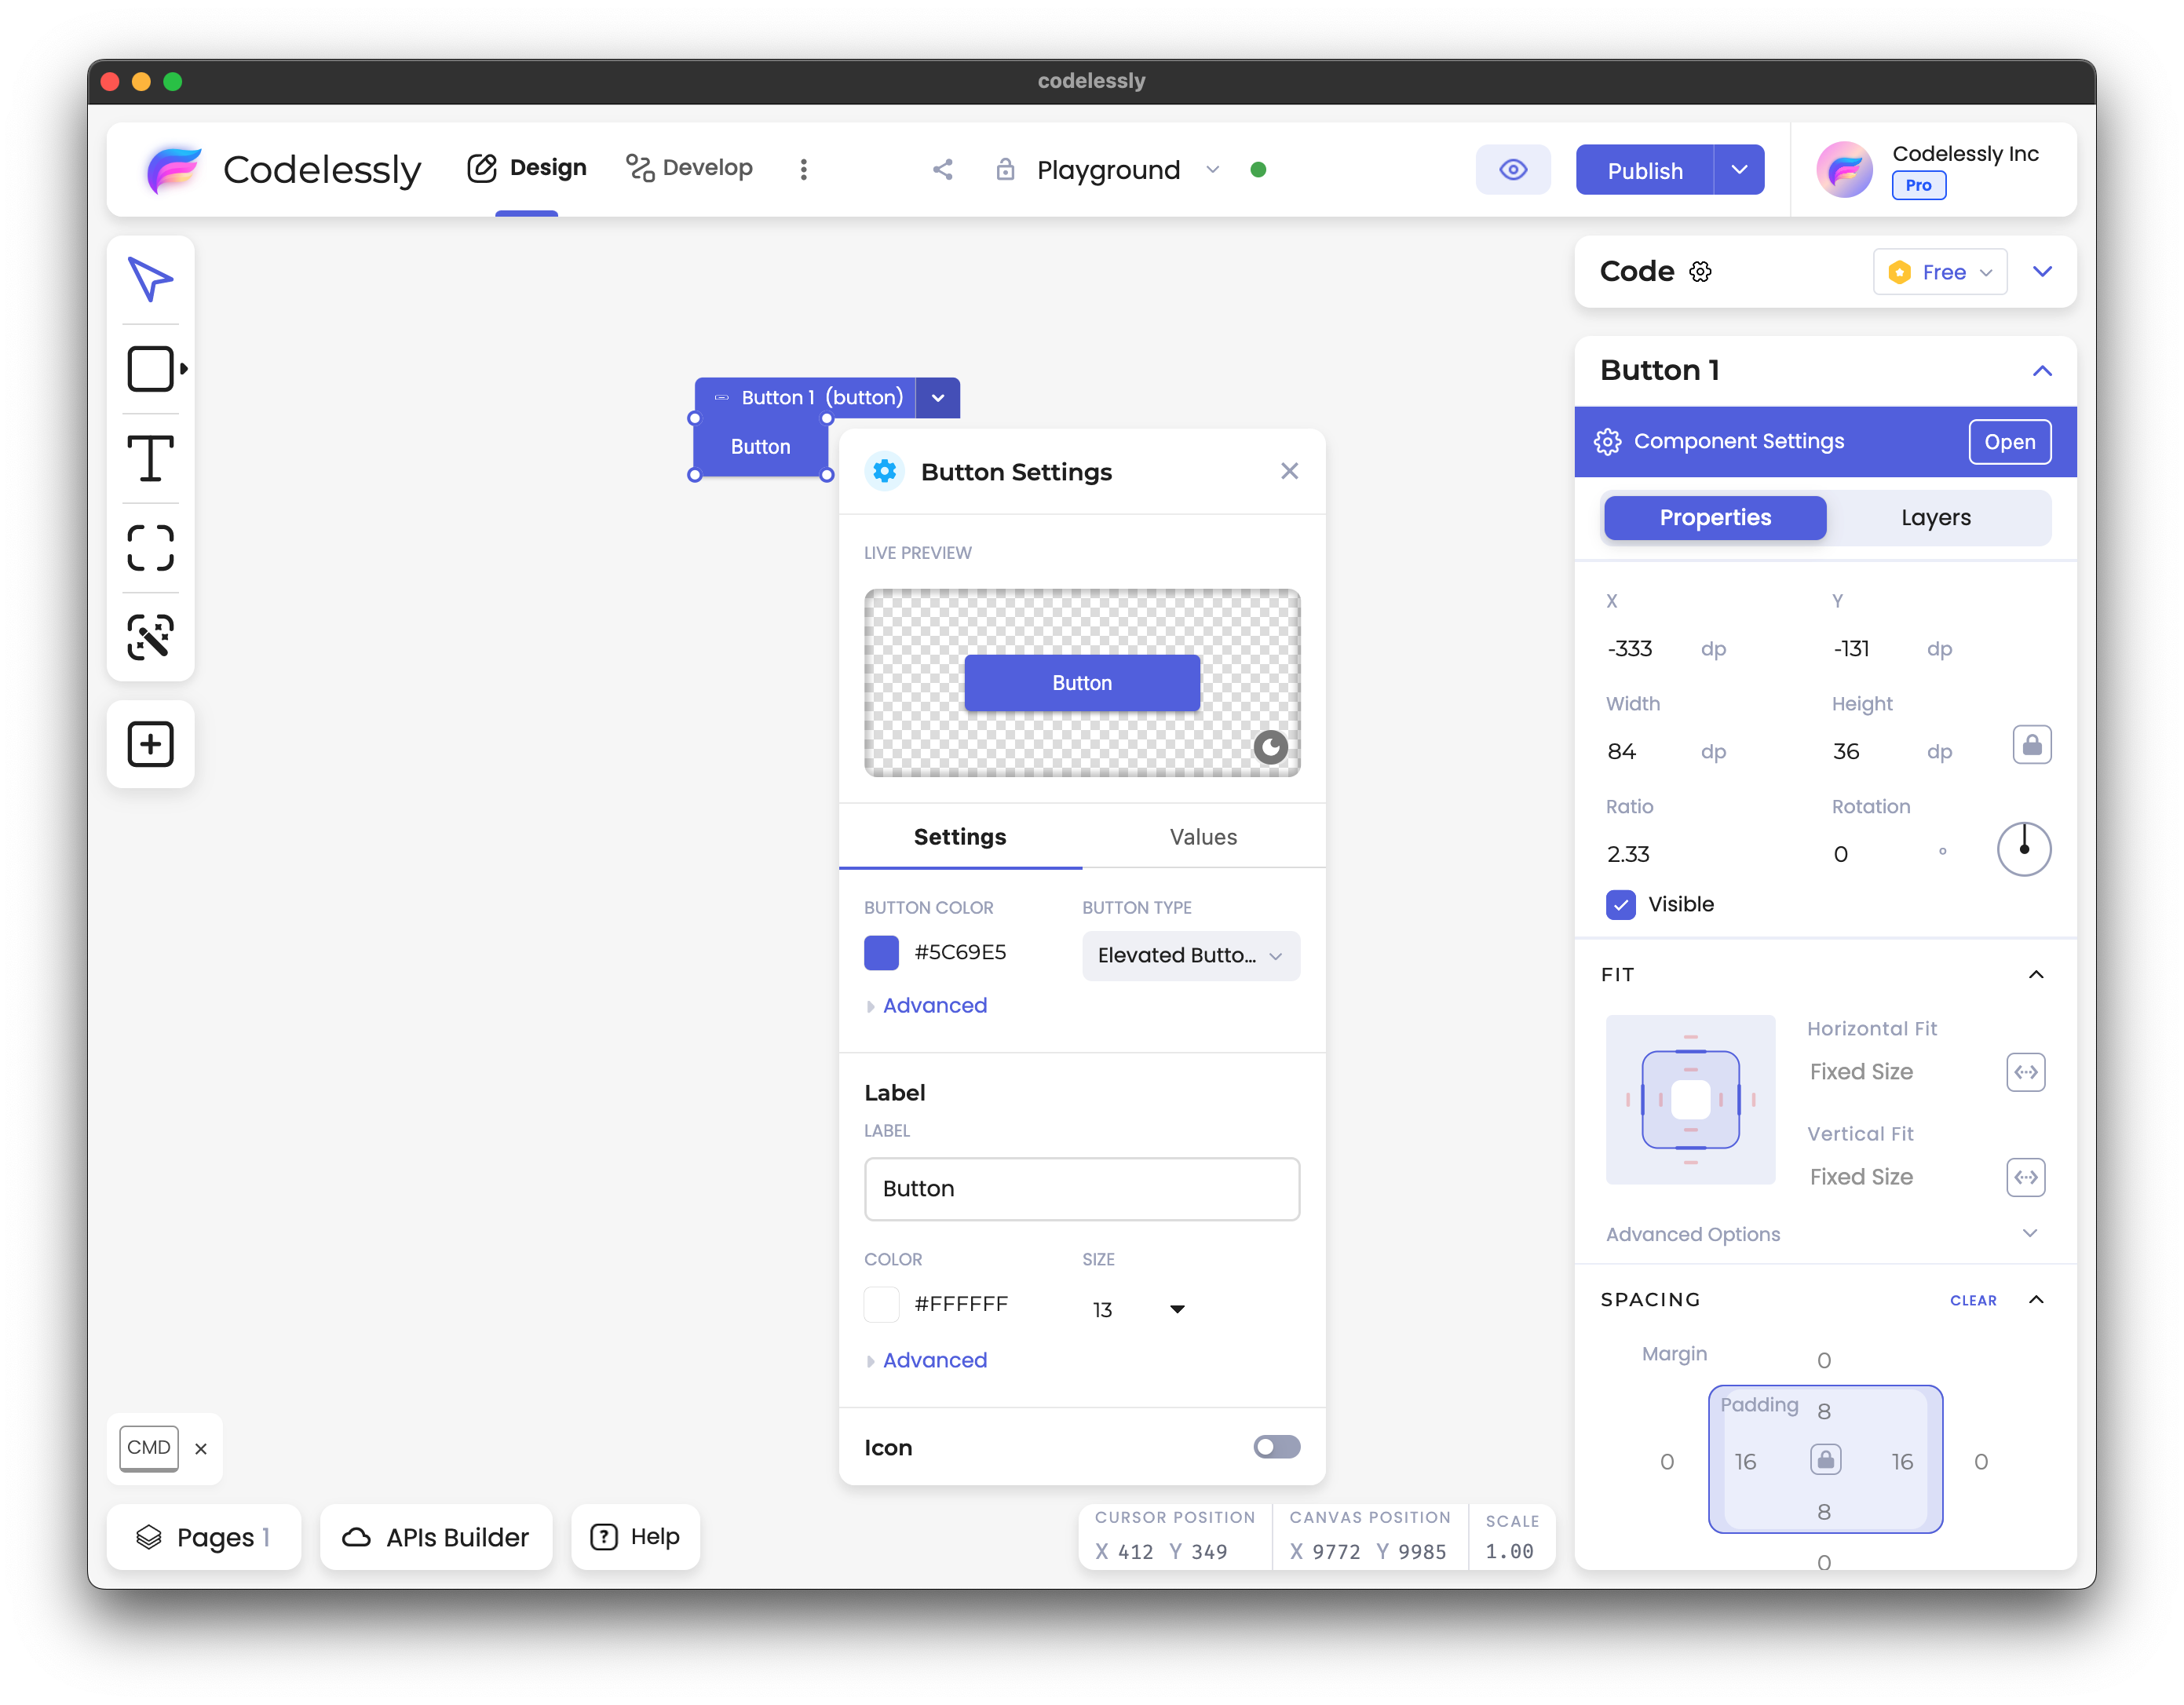 codelessly
Codelessly
Design
Develop
Playground
Publish
Codelessly Inc
Pro
Button 1 (button)
Button
Button Settings
LIVE PREVIEW
Button
Settings
Values
BUTTON COLOR
BUTTON TYPE
#5C69E5
Elevated Butto...
Advanced
Label
LABEL
Button
COLOR
SIZE
#FFFFFF
13
Advanced
Icon
Code
Free
Button 1
Component Settings
Open
Properties
Layers
X
Y
-333
dp
-131
dp
Width
Height
84
dp
36
dp
Ratio
Rotation
2.33
0
°
Visible
FIT
Horizontal Fit
Fixed Size
Vertical Fit
Fixed Size
Advanced Options
SPACING
CLEAR
Margin
0
Padding
8
0
16
16
0
8
0
CMD
Pages 1
APIs Builder
? Help
CURSOR POSITION
CANVAS POSITION
SCALE
X 412 Y 349
X 9772 Y 9985
1.00